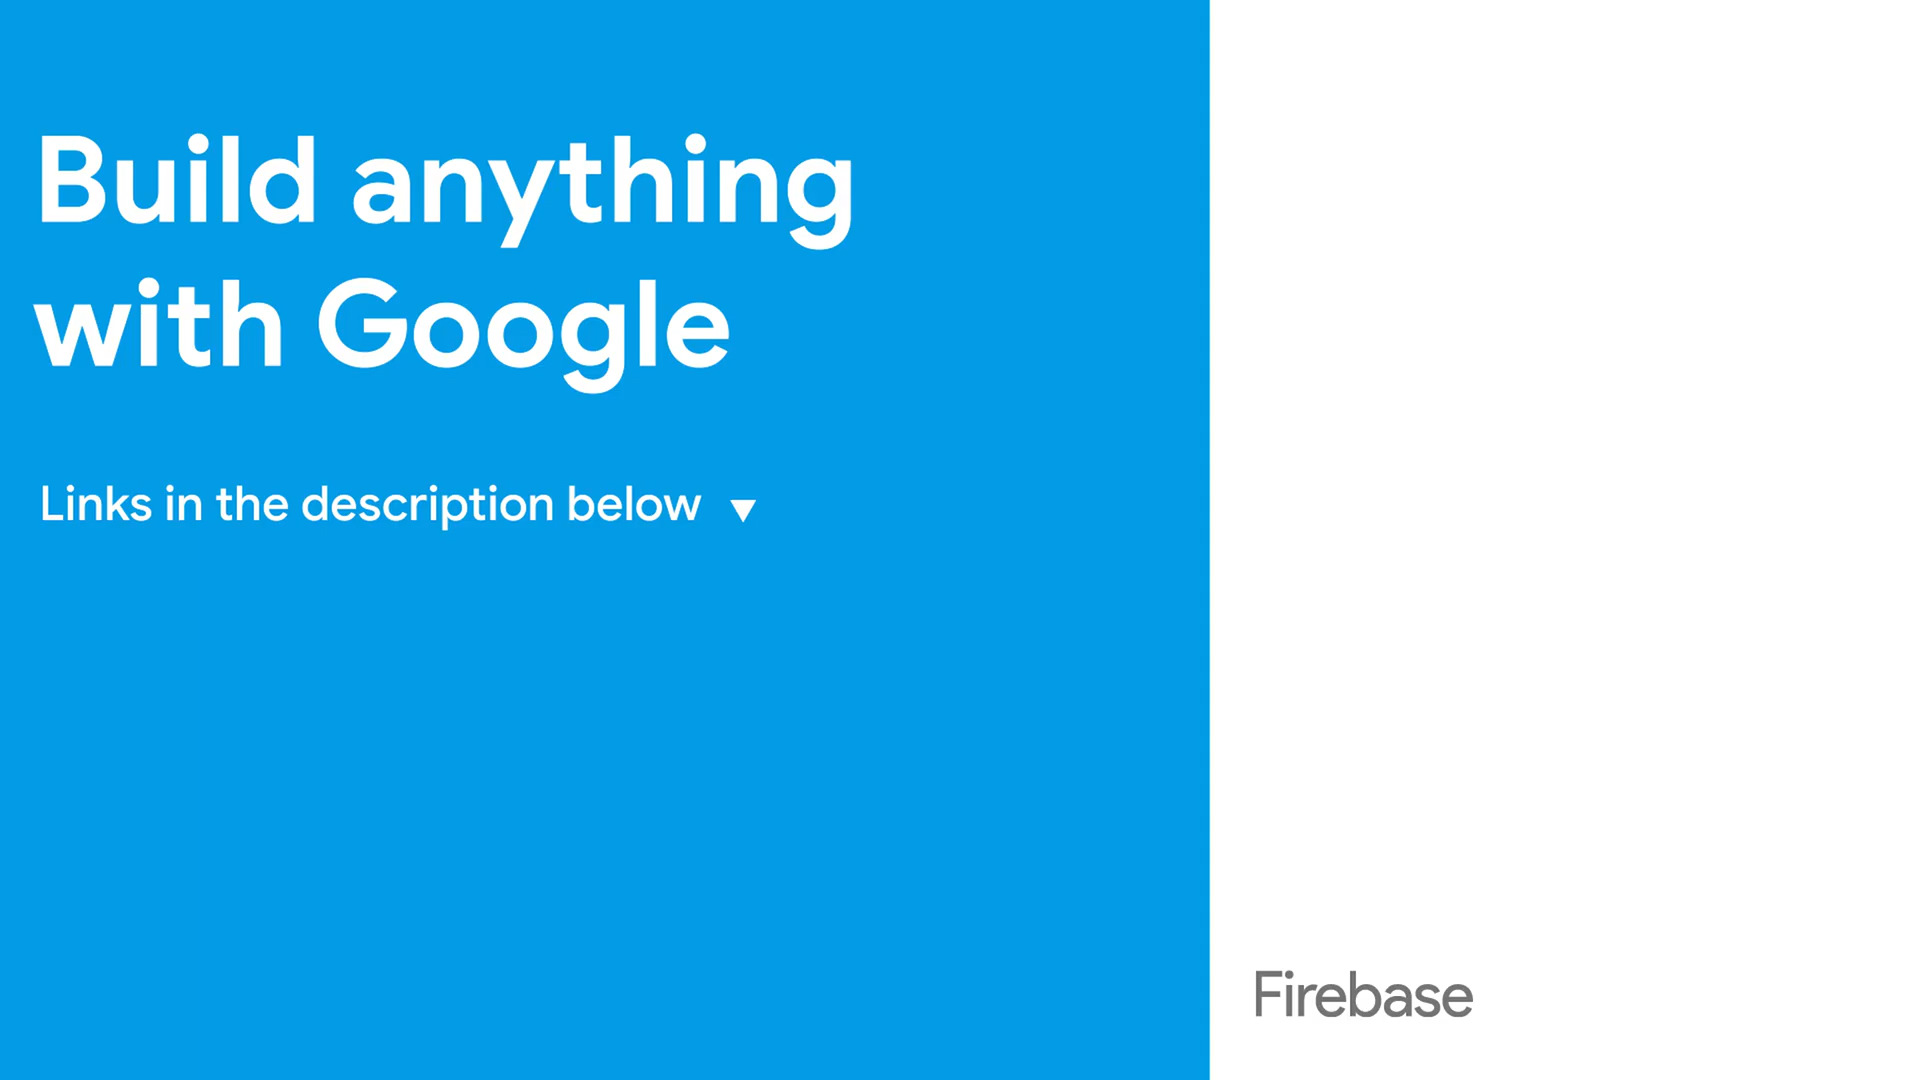 Build anything
with Google
Links in the description below
Firebase